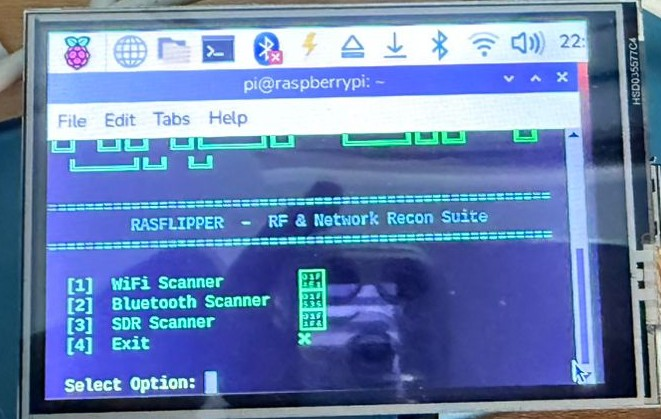 22:
pi@raspberrypi: ~
File Edit Tabs Help
RASFLIPPER - RF & Network Recon Suite
[1] WiFi Scanner
[2] Bluetooth Scanner
[3] SDR Scanner
[4] Exit
Select Option:
HSD035577C4